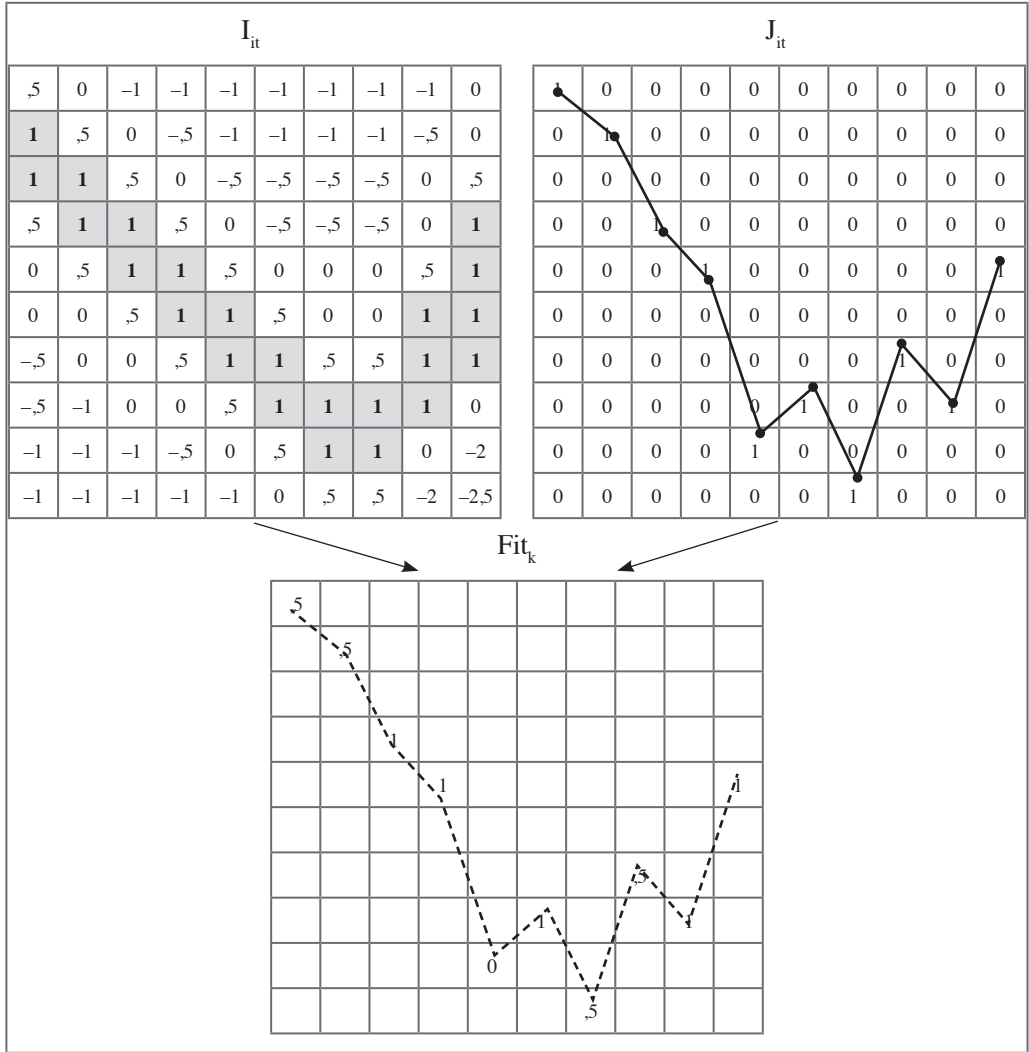 I_it J_it
,5 0 –1 –1 –1 –1 –1 –1 –1 0
1 ,5 0 –,5 –1 –1 –1 –1 –,5 0
1 1 ,5 0 –,5 –,5 –,5 –,5 0 ,5
,5 1 1 ,5 0 –,5 –,5 –,5 0 1
0 ,5 1 1 ,5 0 0 0 ,5 1
0 0 ,5 1 1 ,5 0 0 1 1
–,5 0 0 ,5 1 1 ,5 ,5 1 1
–,5 –1 0 0 ,5 1 1 1 1 0
–1 –1 –1 –,5 0 ,5 1 1 0 –2
–1 –1 –1 –1 –1 0 ,5 ,5 –2 –2,5
1 0 0 0 0 0 0 0 0 0
0 1 0 0 0 0 0 0 0 0
0 0 0 0 0 0 0 0 0 0
0 0 1 0 0 0 0 0 0 0
0 0 0 1 0 0 0 0 0 1
0 0 0 0 0 0 0 0 0 0
0 0 0 0 0 0 0 1 0 0
0 0 0 0 0 1 0 0 1 0
0 0 0 0 1 0 0 0 0 0
0 0 0 0 0 0 1 0 0 0
Fit_k
,5
,5
1
1 1
,5
1 1
0
,5